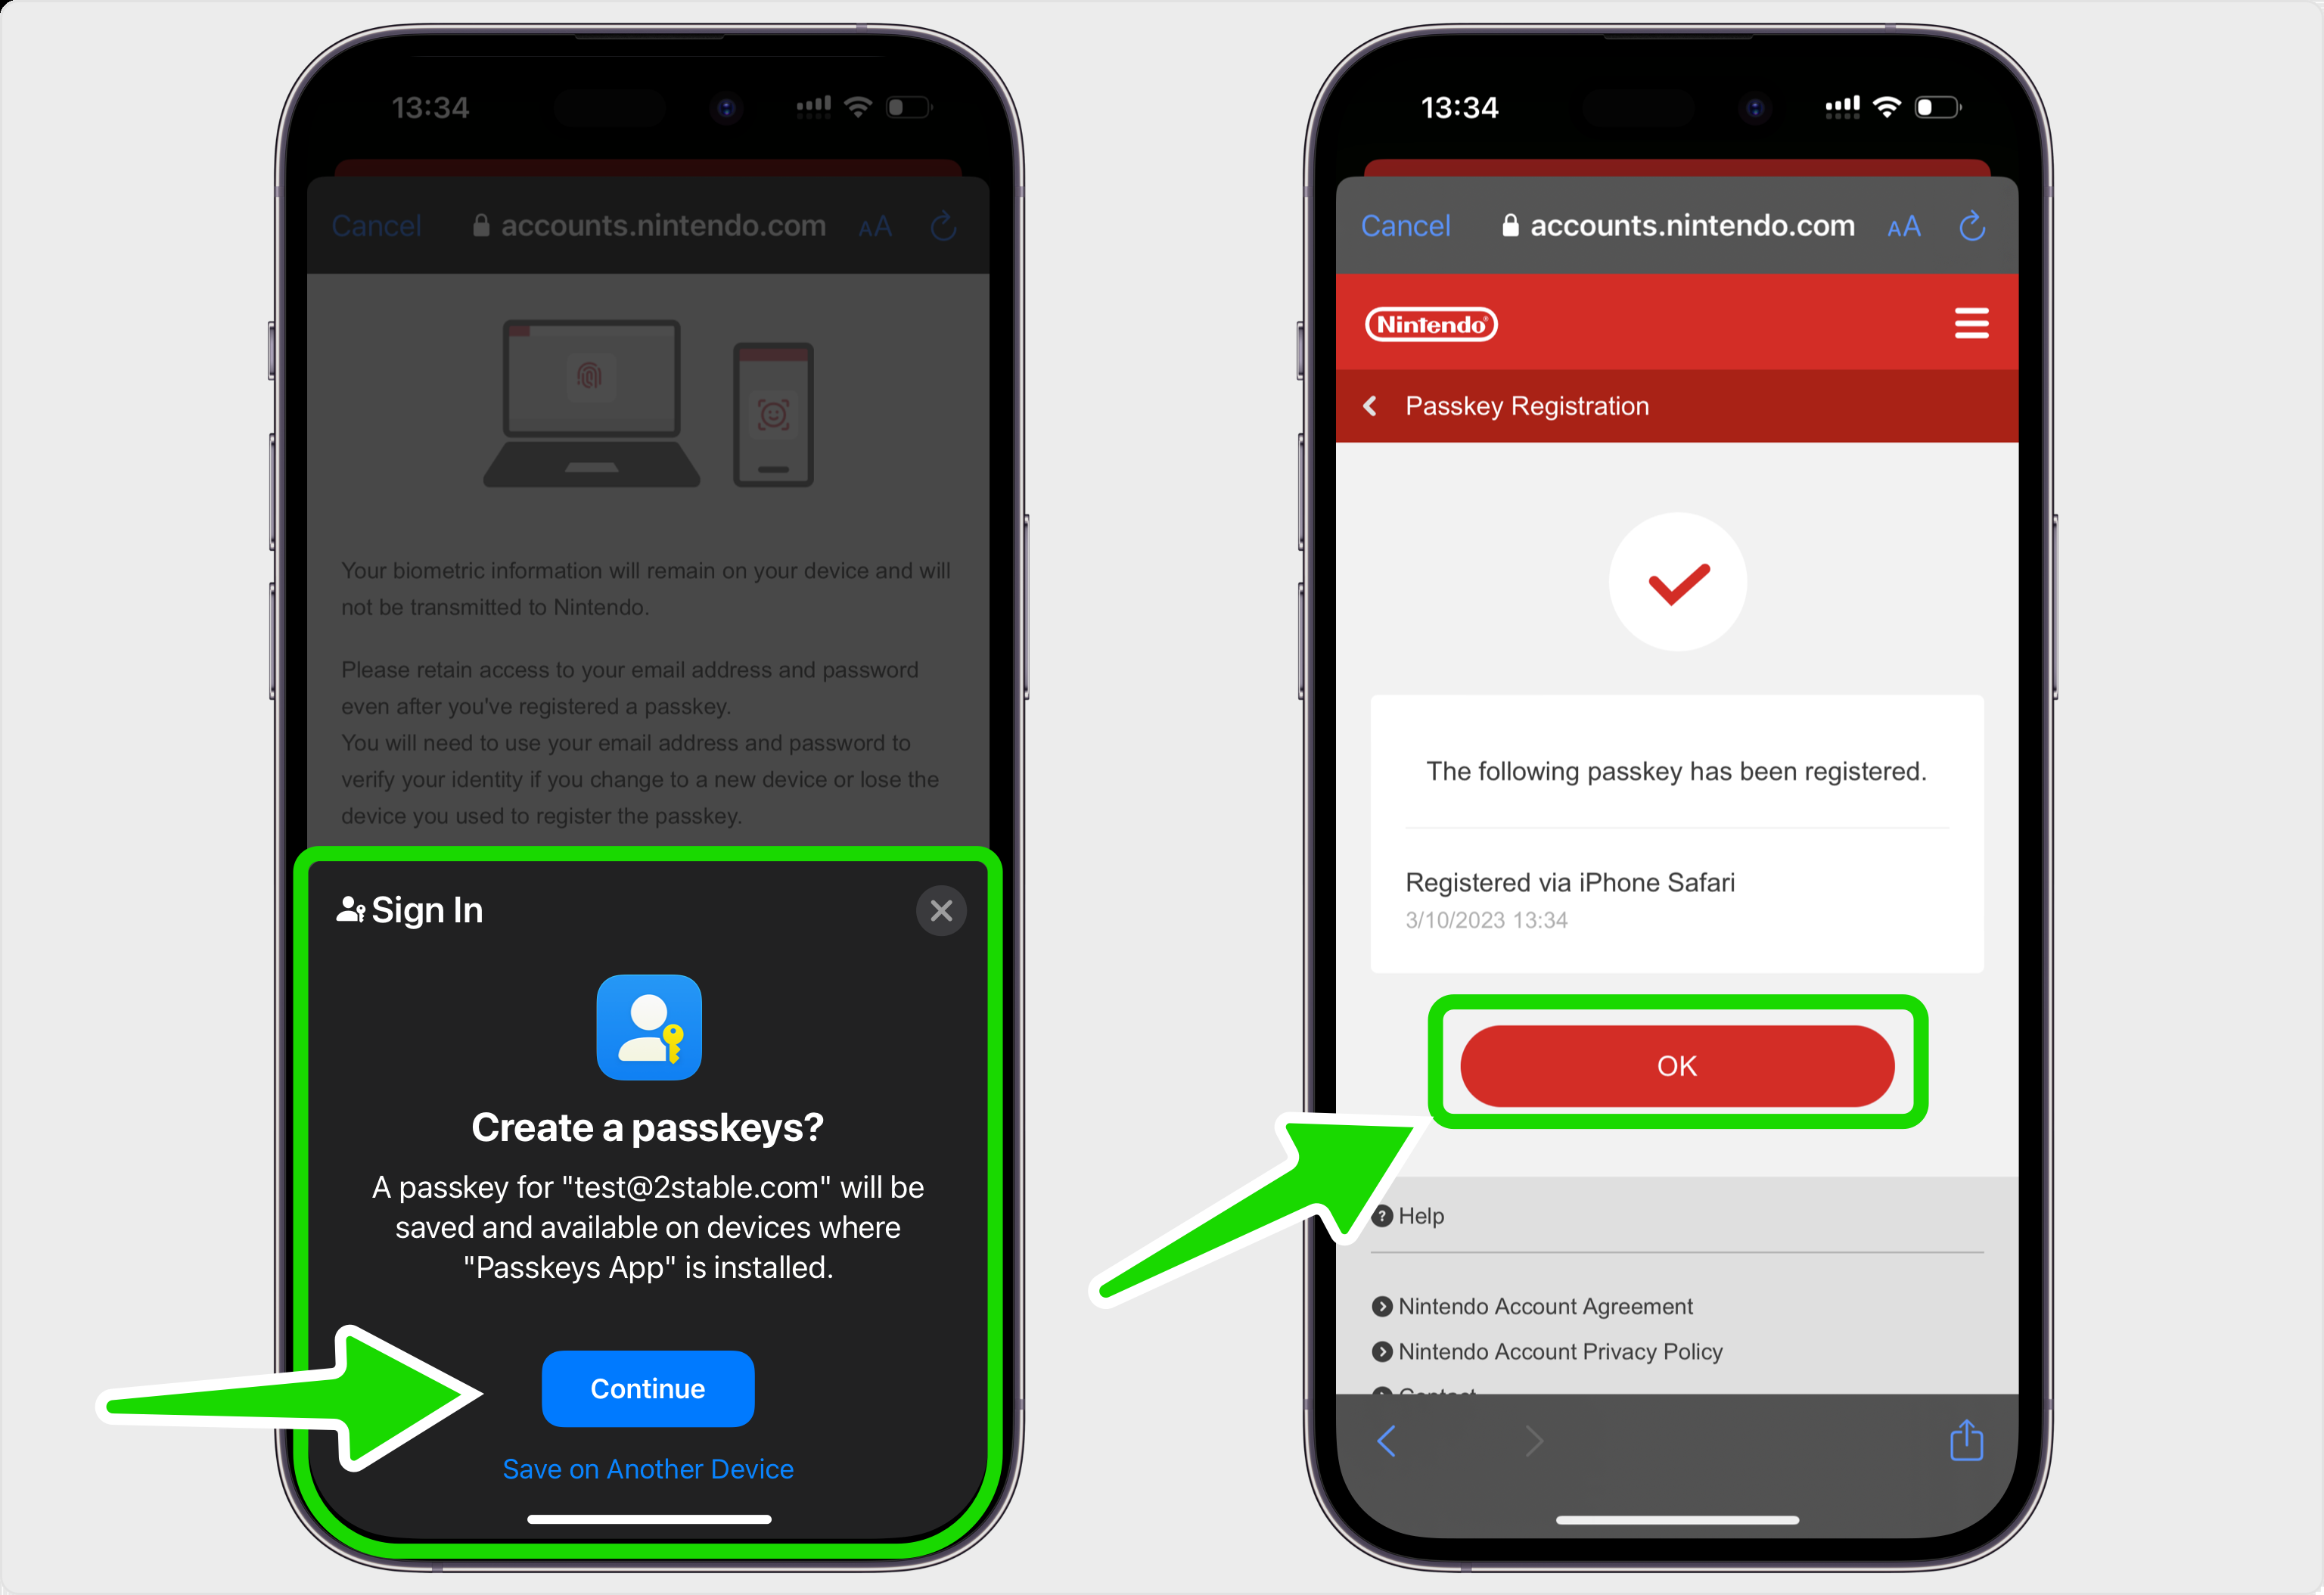 13:34
Cancel
accounts.nintendo.com
AA
Your biometric information will remain on your device and will
not be transmitted to Nintendo.
Please retain access to your email address and password
even after you've registered a passkey.
You will need to use your email address and password to
verify your identity if you change to a new device or lose the
device you used to register the passkey.
Sign In
Create a passkeys?
A passkey for "test@2stable.com" will be
saved and available on devices where
"Passkeys App" is installed.
Continue
Save on Another Device
13:34
Cancel
accounts.nintendo.com
AA
Nintendo®
Passkey Registration
The following passkey has been registered.
Registered via iPhone Safari
3/10/2023 13:34
OK
Help
Nintendo Account Agreement
Nintendo Account Privacy Policy